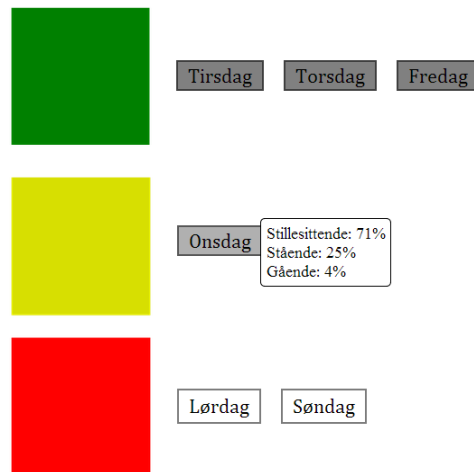 Tirsdag Torsdag Fredag
Onsdag
Stillesittende: 71%
Stående: 25%
Gående: 4%
Lørdag Søndag